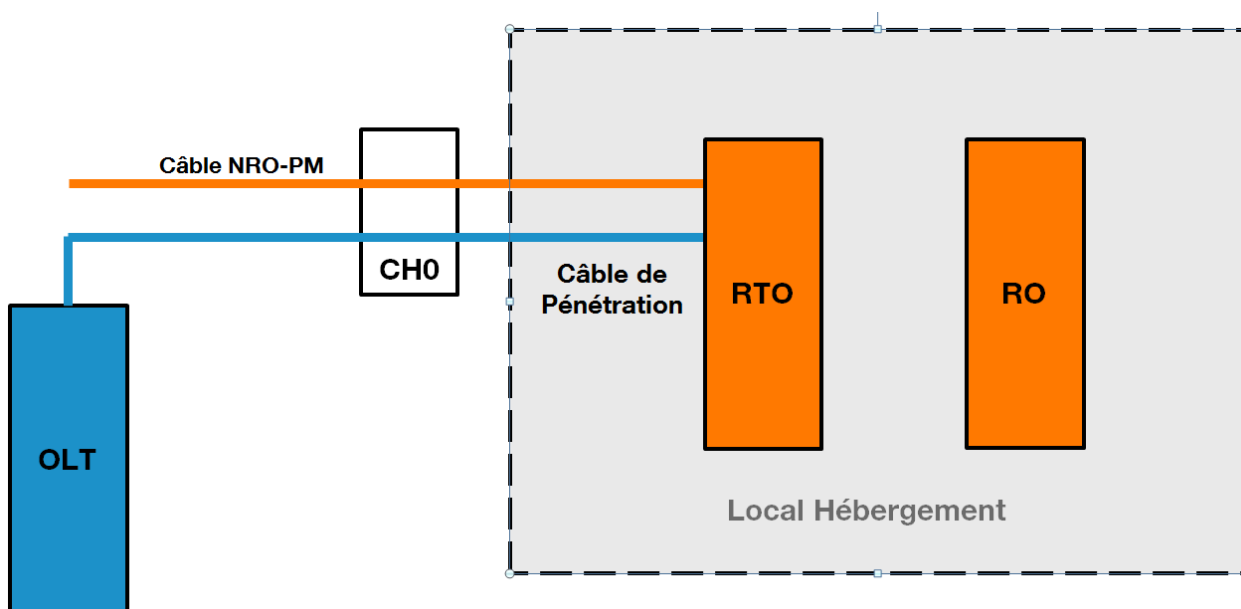 Câble NRO-PM
CH0
Câble de
Pénétration
RTO
RO
OLT
Local Hébergement